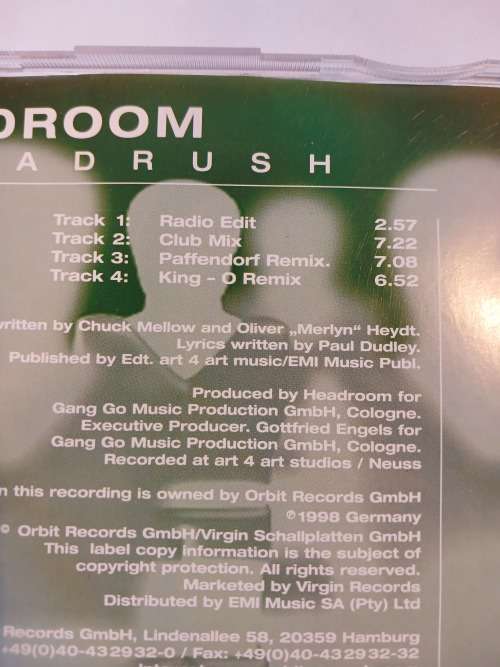 DROOM
A D R U S H
Track 1: Radio Edit 2.57
Track 2: Club Mix 7.22
Track 3: Paffendorf Remix. 7.08
Track 4: King - O Remix 6.52
written by Chuck Mellow and Oliver „Merlyn“ Heydt.
Lyrics written by Paul Dudley.
Published by Edt. art 4 art music/EMI Music Publ.
Produced by Headroom for
Gang Go Music Production GmbH, Cologne.
Executive Producer. Gottfried Engels for
Gang Go Music Production GmbH, Cologne.
Recorded at art 4 art studios / Neuss
n this recording is owned by Orbit Records GmbH
℗1998 Germany
© Orbit Records GmbH/Virgin Schallplatten GmbH
This label copy information is the subject of
copyright protection. All rights reserved.
Marketed by Virgin Records
Distributed by EMI Music SA (Pty) Ltd
Records GmbH, Lindenallee 58, 20359 Hamburg
+49(0)40-432932-0 / Fax: +49(0)40-432932-32